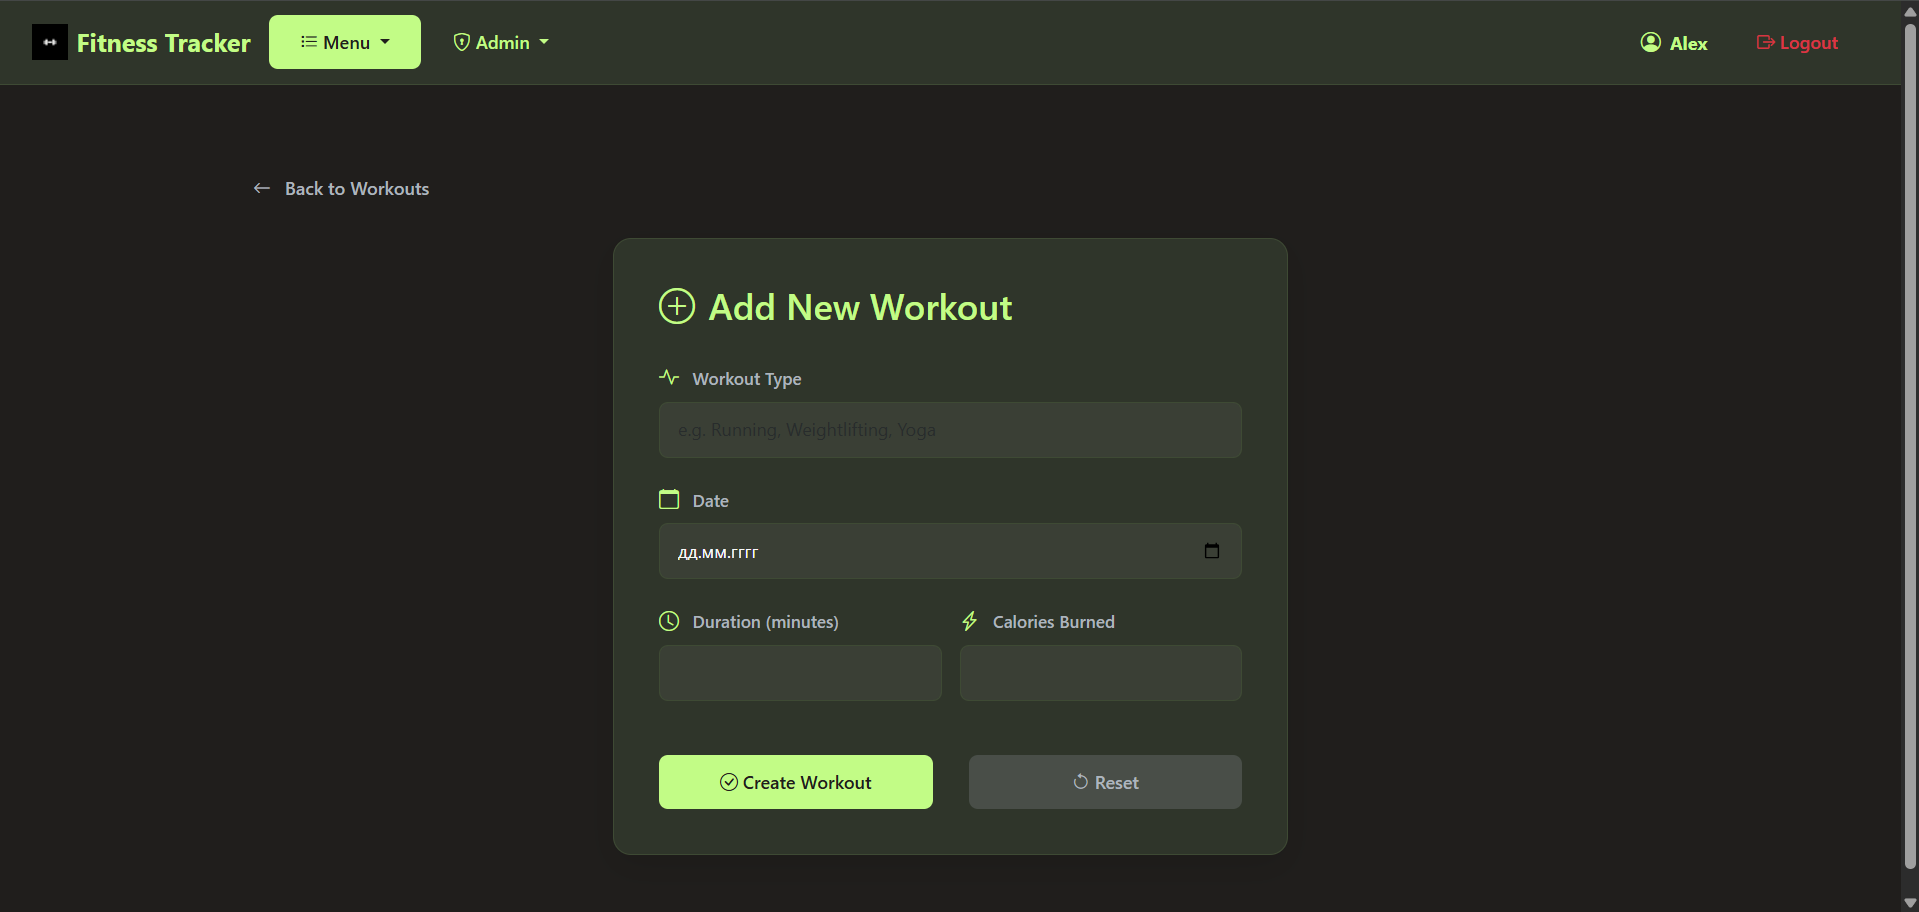 Fitness Tracker
Menu
Admin
Alex
Logout
Back to Workouts
Add New Workout
Workout Type
e.g. Running, Weightlifting, Yoga
Date
дд.мм.гггг
Duration (minutes)
Calories Burned
Create Workout
Reset